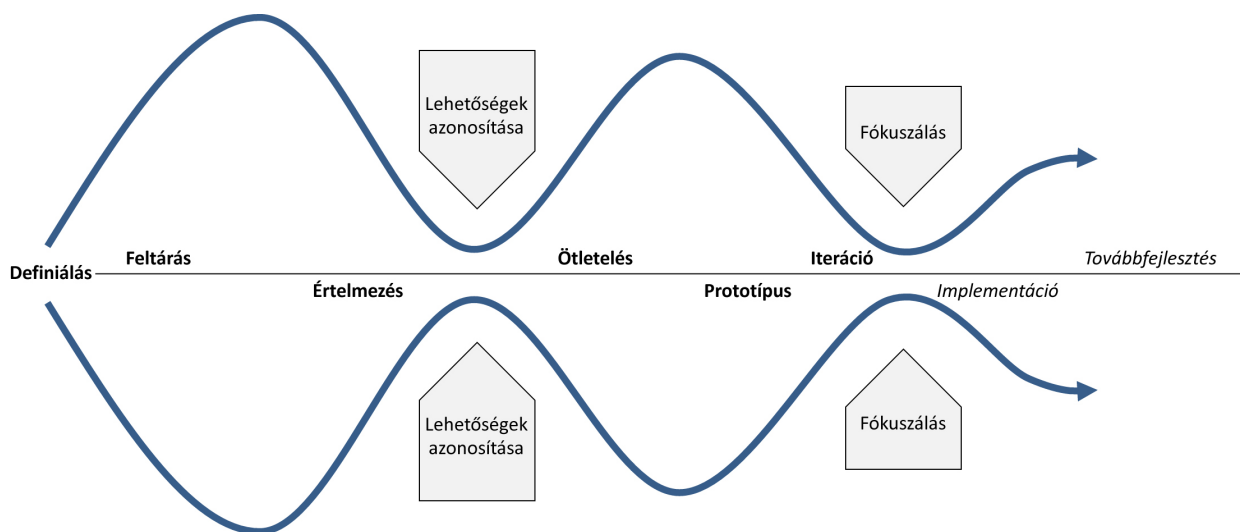 Lehetőségek
azonosítása
Fókuszálás
Feltárás
Ötletelés
Iteráció
Továbbfejlesztés
Definiálás
Értelmezés
Prototípus
Implementáció
Lehetőségek
azonosítása
Fókuszálás